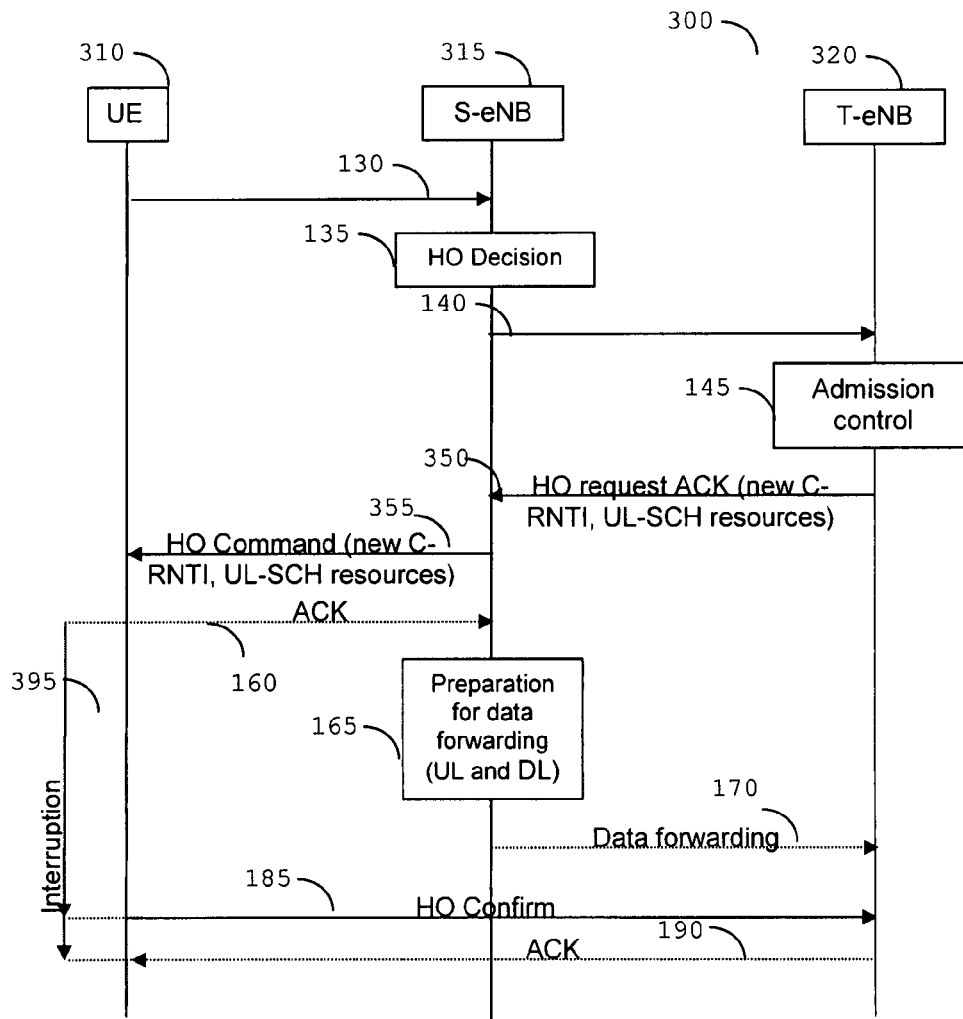 300
310
315
320
UE
S-eNB
T-eNB
130
135
HO Decision
140
145
Admission
control
350
HO request ACK (new C-
RNTI, UL-SCH resources)
355
HO Command (new C-
RNTI, UL-SCH resources)
ACK
160
395
165
Preparation
for data
forwarding
(UL and DL)
170
Data forwarding
Interruption
185
HO Confirm
190
ACK